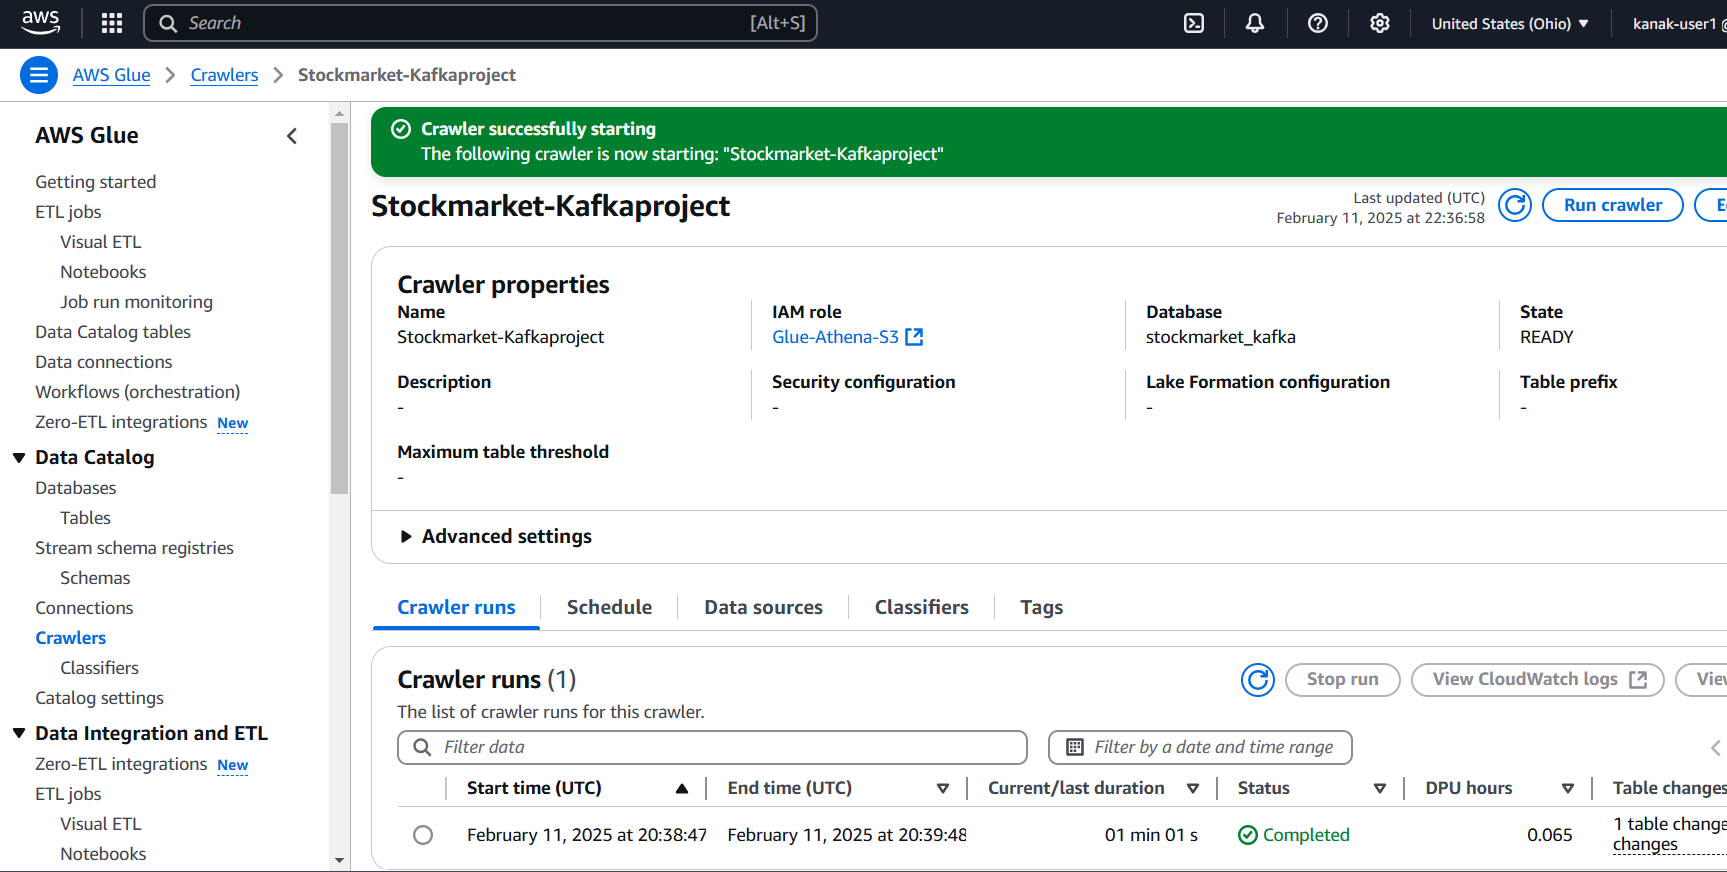 aws
Search [Alt+S] United States (Ohio) kanak-user1 @
AWS Glue > Crawlers > Stockmarket-Kafkaproject
AWS Glue
Getting started
ETL jobs
Visual ETL
Notebooks
Job run monitoring
Data Catalog tables
Data connections
Workflows (orchestration)
Zero-ETL integrations New
Data Catalog
Databases
Tables
Stream schema registries
Schemas
Connections
Crawlers
Classifiers
Catalog settings
Data Integration and ETL
Zero-ETL integrations New
ETL jobs
Visual ETL
Notebooks
Crawler successfully starting
The following crawler is now starting: "Stockmarket-Kafkaproject"
Stockmarket-Kafkaproject
Last updated (UTC)
February 11, 2025 at 22:36:58
Run crawler
Crawler properties
Name
Stockmarket-Kafkaproject
IAM role
Glue-Athena-S3
Database
stockmarket_kafka
State
READY
Description
-
Security configuration
-
Lake Formation configuration
-
Table prefix
-
Maximum table threshold
-
Advanced settings
Crawler runs Schedule Data sources Classifiers Tags
Crawler runs (1)
Stop run View CloudWatch logs
The list of crawler runs for this crawler.
Filter data Filter by a date and time range
Start time (UTC) End time (UTC) Current/last duration Status DPU hours Table changes
February 11, 2025 at 20:38:47 February 11, 2025 at 20:39:48 01 min 01 s Completed 0.065 1 table change
changes